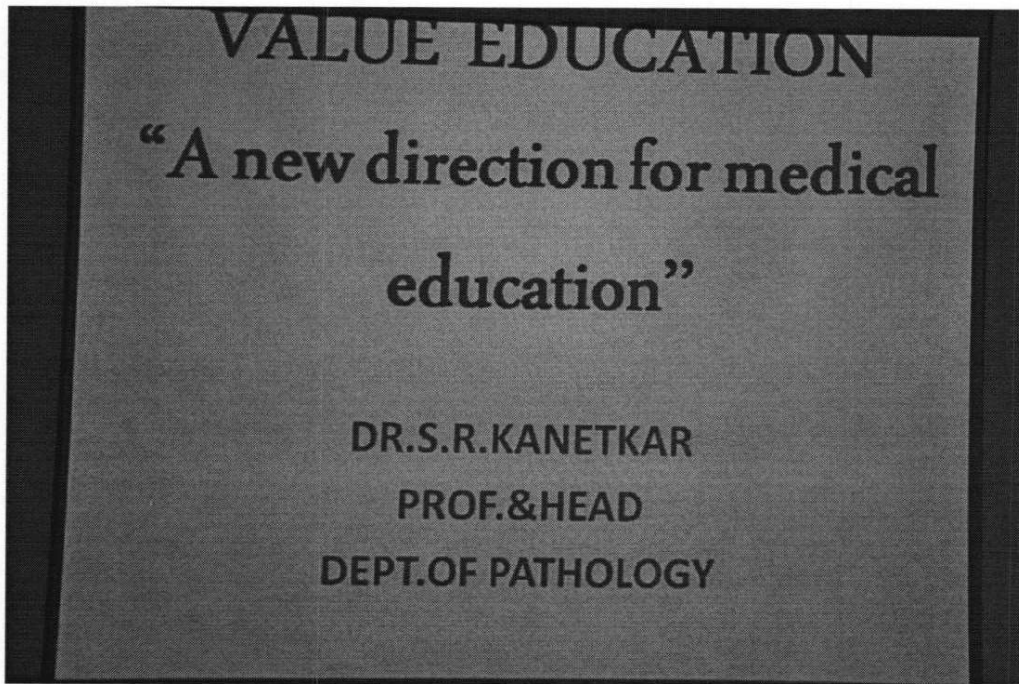 VALUE EDUCATION
“A new direction for medical
education”
DR.S.R.KANETKAR
PROF.&HEAD
DEPT.OF PATHOLOGY